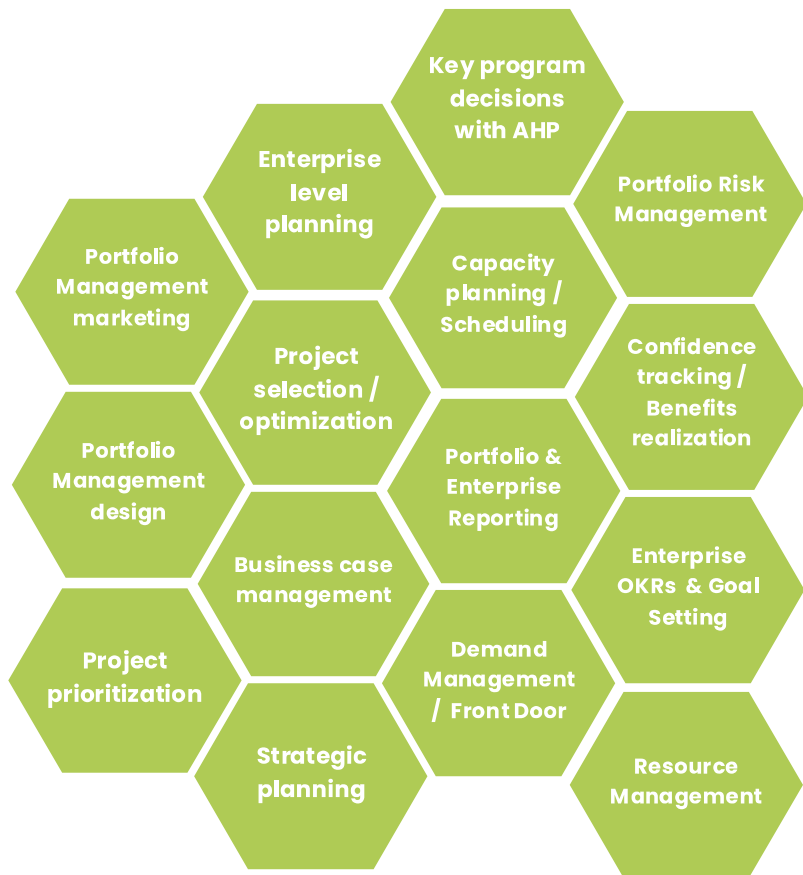 Key program
decisions
with AHP
Enterprise
level
planning
Portfolio Risk
Management
Portfolio
Management
marketing
Capacity
planning /
Scheduling
Project
selection /
optimization
Confidence
tracking /
Benefits
realization
Portfolio
Management
design
Portfolio &
Enterprise
Reporting
Business case
management
Enterprise
OKRs & Goal
Setting
Project
prioritization
Demand
Management
/ Front Door
Strategic
planning
Resource
Management